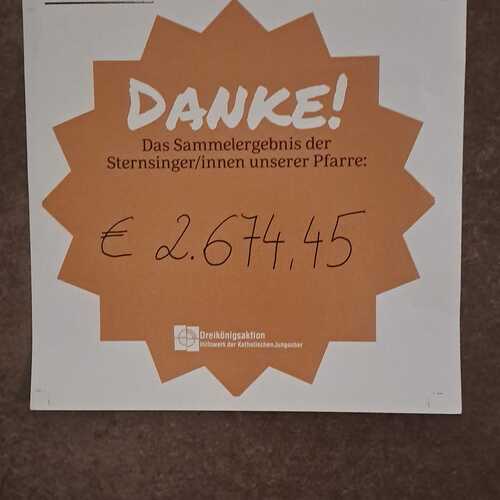 DANKE!
Das Sammelergebnis der
Sternsinger/innen unserer Pfarre:
€ 2.674,45
Dreikönigsaktion
Hilfswerk der Katholischen Jungschar